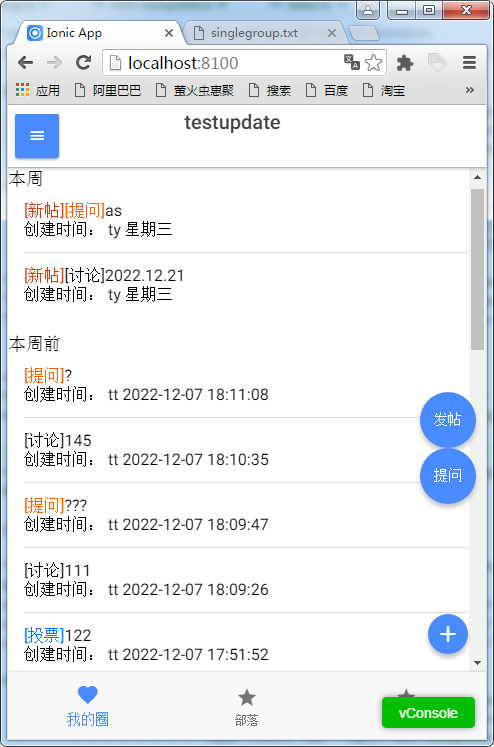 Ionic App
singlegroup.txt
localhost:8100
应用
阿里巴巴
萤火虫惠聚
搜索
百度
淘宝
»
testupdate
本周
[新帖][提问]as
创建时间： ty 星期三
[新帖][讨论]2022.12.21
创建时间： ty 星期三
本周前
[提问]?
创建时间： tt 2022-12-07 18:11:08
发帖
[讨论]145
创建时间： tt 2022-12-07 18:10:35
提问
[提问]???
创建时间： tt 2022-12-07 18:09:47
[讨论]111
创建时间： tt 2022-12-07 18:09:26
[投票]122
创建时间： tt 2022-12-07 17:51:52
+
我的圈
部落
vConsole